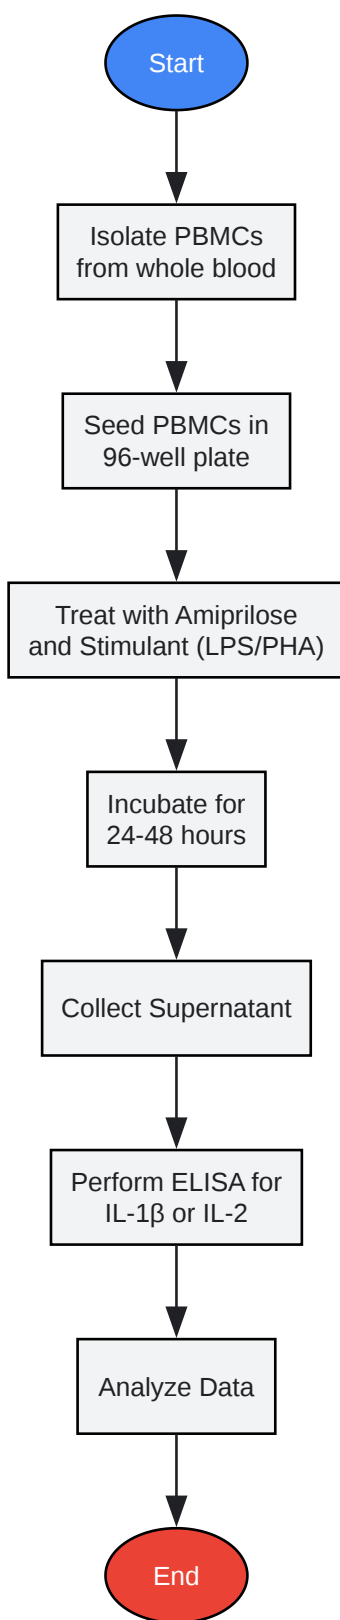 Start
Isolate PBMCs
from whole blood
Seed PBMCs in
96-well plate
Treat with Amiprilose
and Stimulant (LPS/PHA)
Incubate for
24-48 hours
Collect Supernatant
Perform ELISA for
IL-1β or IL-2
Analyze Data
End